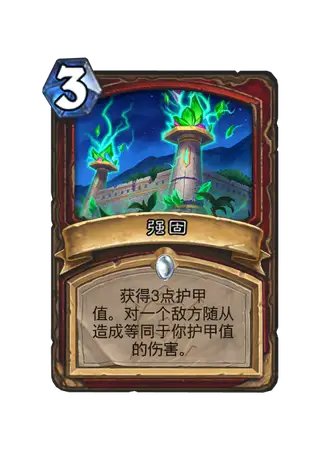 3
强固
获得3点护甲
值。对一个敌方随从
造成等同于你护甲值
的伤害。